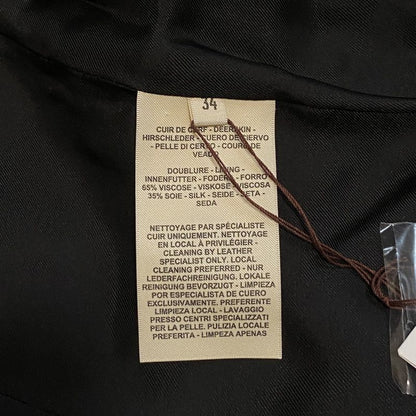 34
CUIR DE CERF - DEERSKIN -
HIRSCHLEDER - CUERO DE CIERVO
- PELLE DI CERVO - COURO DE
VEADO
DOUBLURE - LINING -
INNENFUTTER - FODERA - FORRO
65% VISCOSE - VISKOSE - VISCOSA
35% SOIE - SILK - SEIDE - SETA -
SEDA
NETTOYAGE PAR SPÉCIALISTE
CUIR UNIQUEMENT. NETTOYAGE
EN LOCAL À PRIVILÉGIER -
CLEANING BY LEATHER
SPECIALIST ONLY. LOCAL
CLEANING PREFERRED - NUR
LEDERFACHREINIGUNG. LOKALE
REINIGUNG BEVORZUGT - LIMPIEZA
POR ESPECIALISTA DE CUERO
EXCLUSIVAMENTE. PREFERENTE
LIMPIEZA LOCAL - LAVAGGIO
PRESSO CENTRI SPECIALIZZATI
PER LA PELLE. PULIZIA LOCALE
PREFERITA - LIMPEZA APENAS